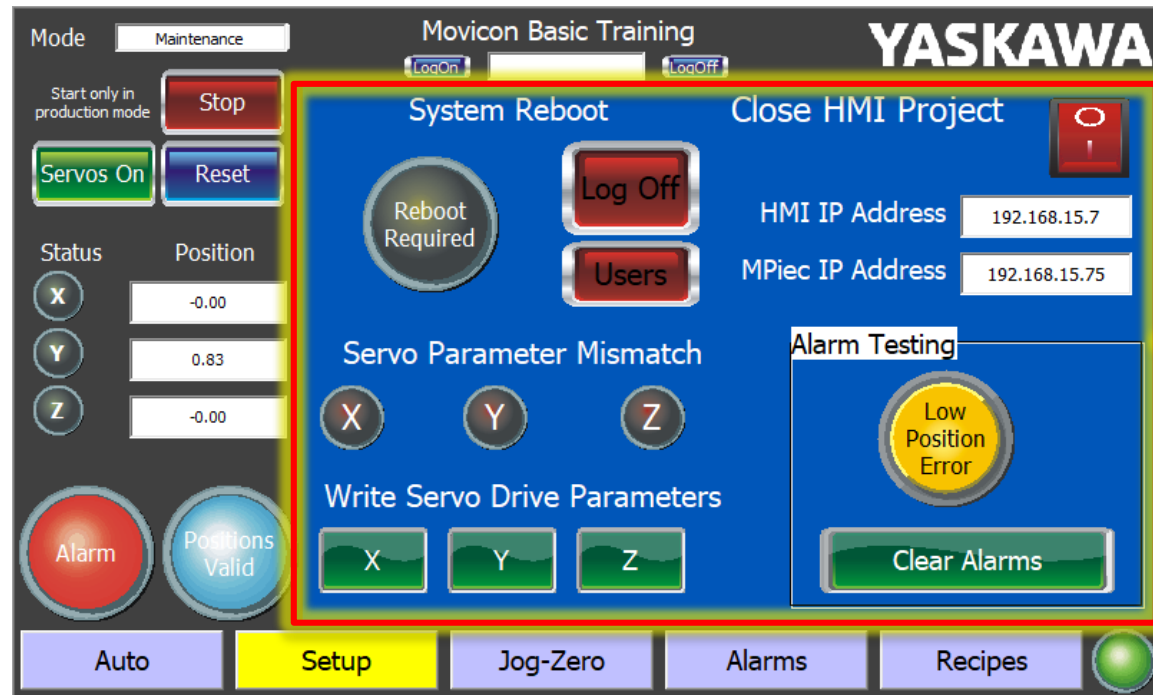 Mode
Maintenance
Movicon Basic Training
LogOn
LogOff
YASKAWA
Start only in
production mode
Stop
Servos On
Reset
Status
Position
X
-0.00
Y
0.83
Z
-0.00
Alarm
Positions
Valid
System Reboot
Reboot
Required
Log Off
Users
Close HMI Project
O
I
HMI IP Address
192.168.15.7
MPiec IP Address
192.168.15.75
Servo Parameter Mismatch
X
Y
Z
Write Servo Drive Parameters
X
Y
Z
Alarm Testing
Low
Position
Error
Clear Alarms
Auto
Setup
Jog-Zero
Alarms
Recipes